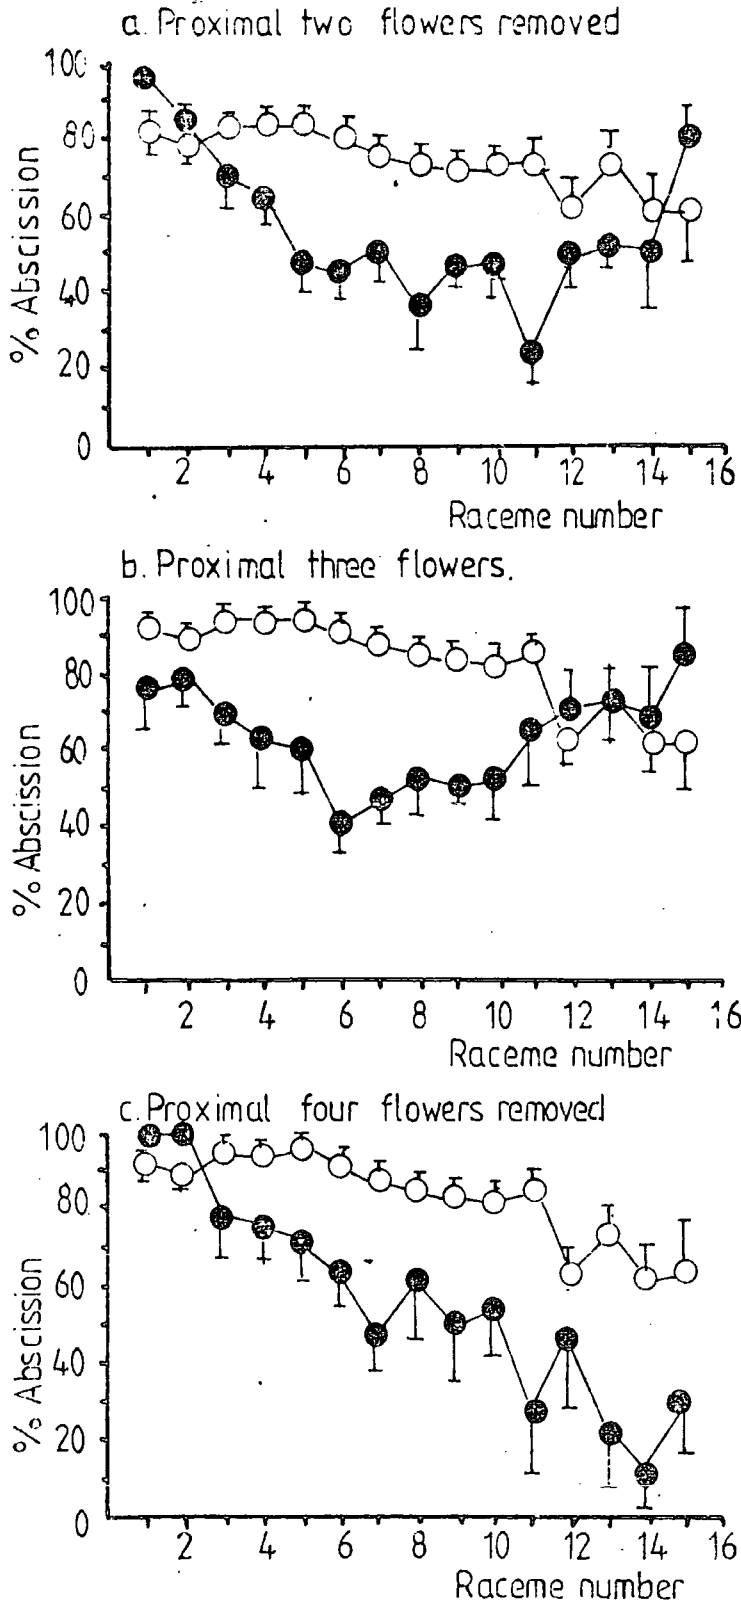 a. Proximal two flowers removed
100
80
60
40
20
0
% Abscission
2 4 6 8 10 12 14 16
Raceme number
b. Proximal three flowers.
100
80
60
40
20
0
% Abscission
2 4 6 8 10 12 14 16
Raceme number
c. Proximal four flowers removed
100
80
60
40
20
0
% Abscission
2 4 6 8 10 12 14 16
Raceme number